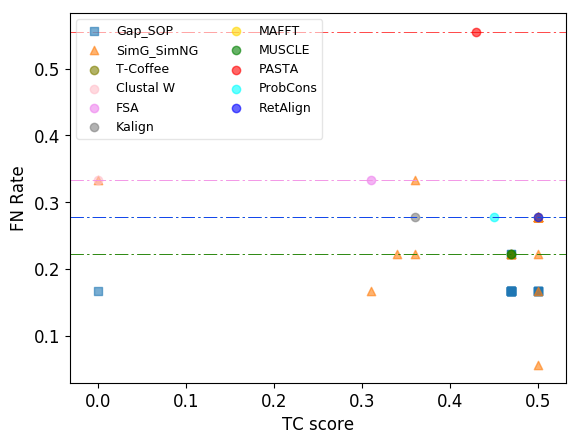 Gap_SOP
SimG_SimNG
T-Coffee
Clustal W
FSA
Kalign
MAFFT
MUSCLE
PASTA
ProbCons
RetAlign
FN Rate
0.5
0.4
0.3
0.2
0.1
0.0 0.1 0.2 0.3 0.4 0.5
TC score